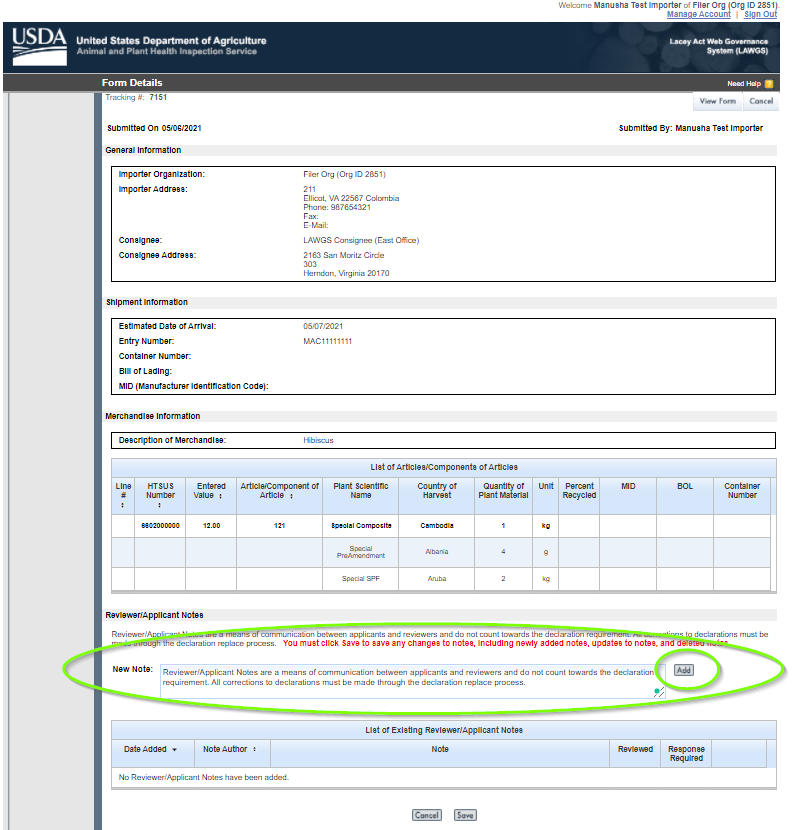 Welcome Manusha Test Importer of Filer Org (Org ID 2851).
Manage Account | Sign Out
USDA United States Department of Agriculture
Animal and Plant Health Inspection Service
Lacey Act Web Governance
System (LAWGS)
Form Details
Need Help ?
Tracking #: 7151
View Form Cancel
Submitted On 05/06/2021 Submitted By: Manusha Test Importer
General Information
Importer Organization: Filer Org (Org ID 2851)
Importer Address: 211
Ellicot, VA 22567 Colombia
Phone: 987654321
Fax:
E-Mail:
Consignee: LAWGS Consignee (East Office)
Consignee Address: 2163 San Moritz Circle
303
Herndon, Virginia 20170
Shipment Information
Estimated Date of Arrival: 05/07/2021
Entry Number: MAC11111111
Container Number:
Bill of Lading:
MID (Manufacturer Identification Code):
Merchandise Information
Description of Merchandise: Hibiscus
List of Articles/Components of Articles
Line # HTSUS Number Entered Value Article/Component of Article Plant Scientific Name Country of Harvest Quantity of Plant Material Unit Percent Recycled MID BOL Container Number
6602000000 12.00 121 Special Composite Cambodia 1 kg
Special PreAmendment Albania 4 g
Special SPF Aruba 2 kg
Reviewer/Applicant Notes
Reviewer/Applicant Notes are a means of communication between applicants and reviewers and do not count towards the declaration requirement. All corrections to declarations must be
made through the declaration replace process. You must click Save to save any changes to notes, including newly added notes, updates to notes, and deleted notes.
New Note: Reviewer/Applicant Notes are a means of communication between applicants and reviewers and do not count towards the declaration Add
requirement. All corrections to declarations must be made through the declaration replace process.
List of Existing Reviewer/Applicant Notes
Date Added Note Author Note Reviewed Response Required
No Reviewer/Applicant Notes have been added.
Cancel Save